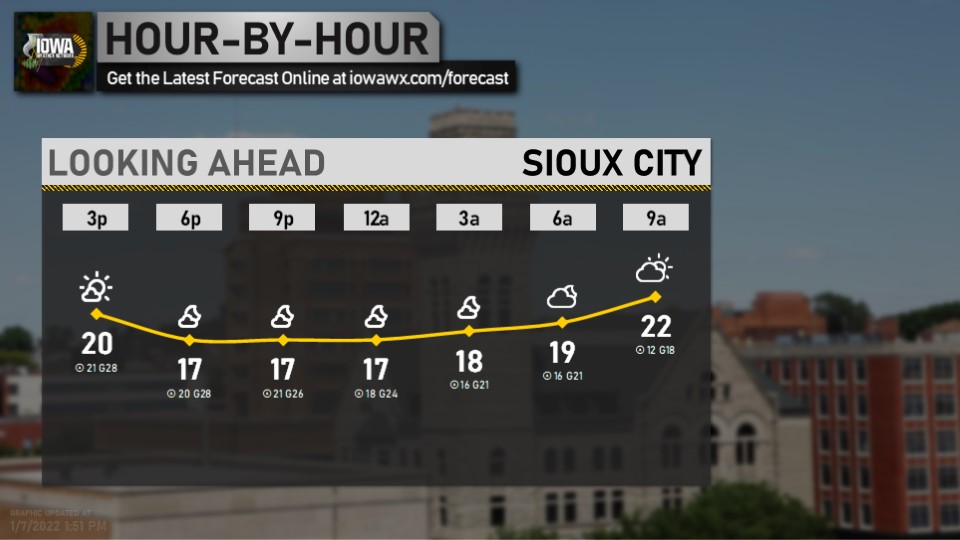 IOWA
HOUR-BY-HOUR
Get the Latest Forecast Online at iowawx.com/forecast
LOOKING AHEAD SIOUX CITY
3p 6p 9p 12a 3a 6a 9a
20 17 17 17 18 19 22
21 G28 20 G28 21 G26 18 G24 16 G21 16 G21 12 G18
GRAPHIC UPDATED AT
1/7/2022 1:51 PM